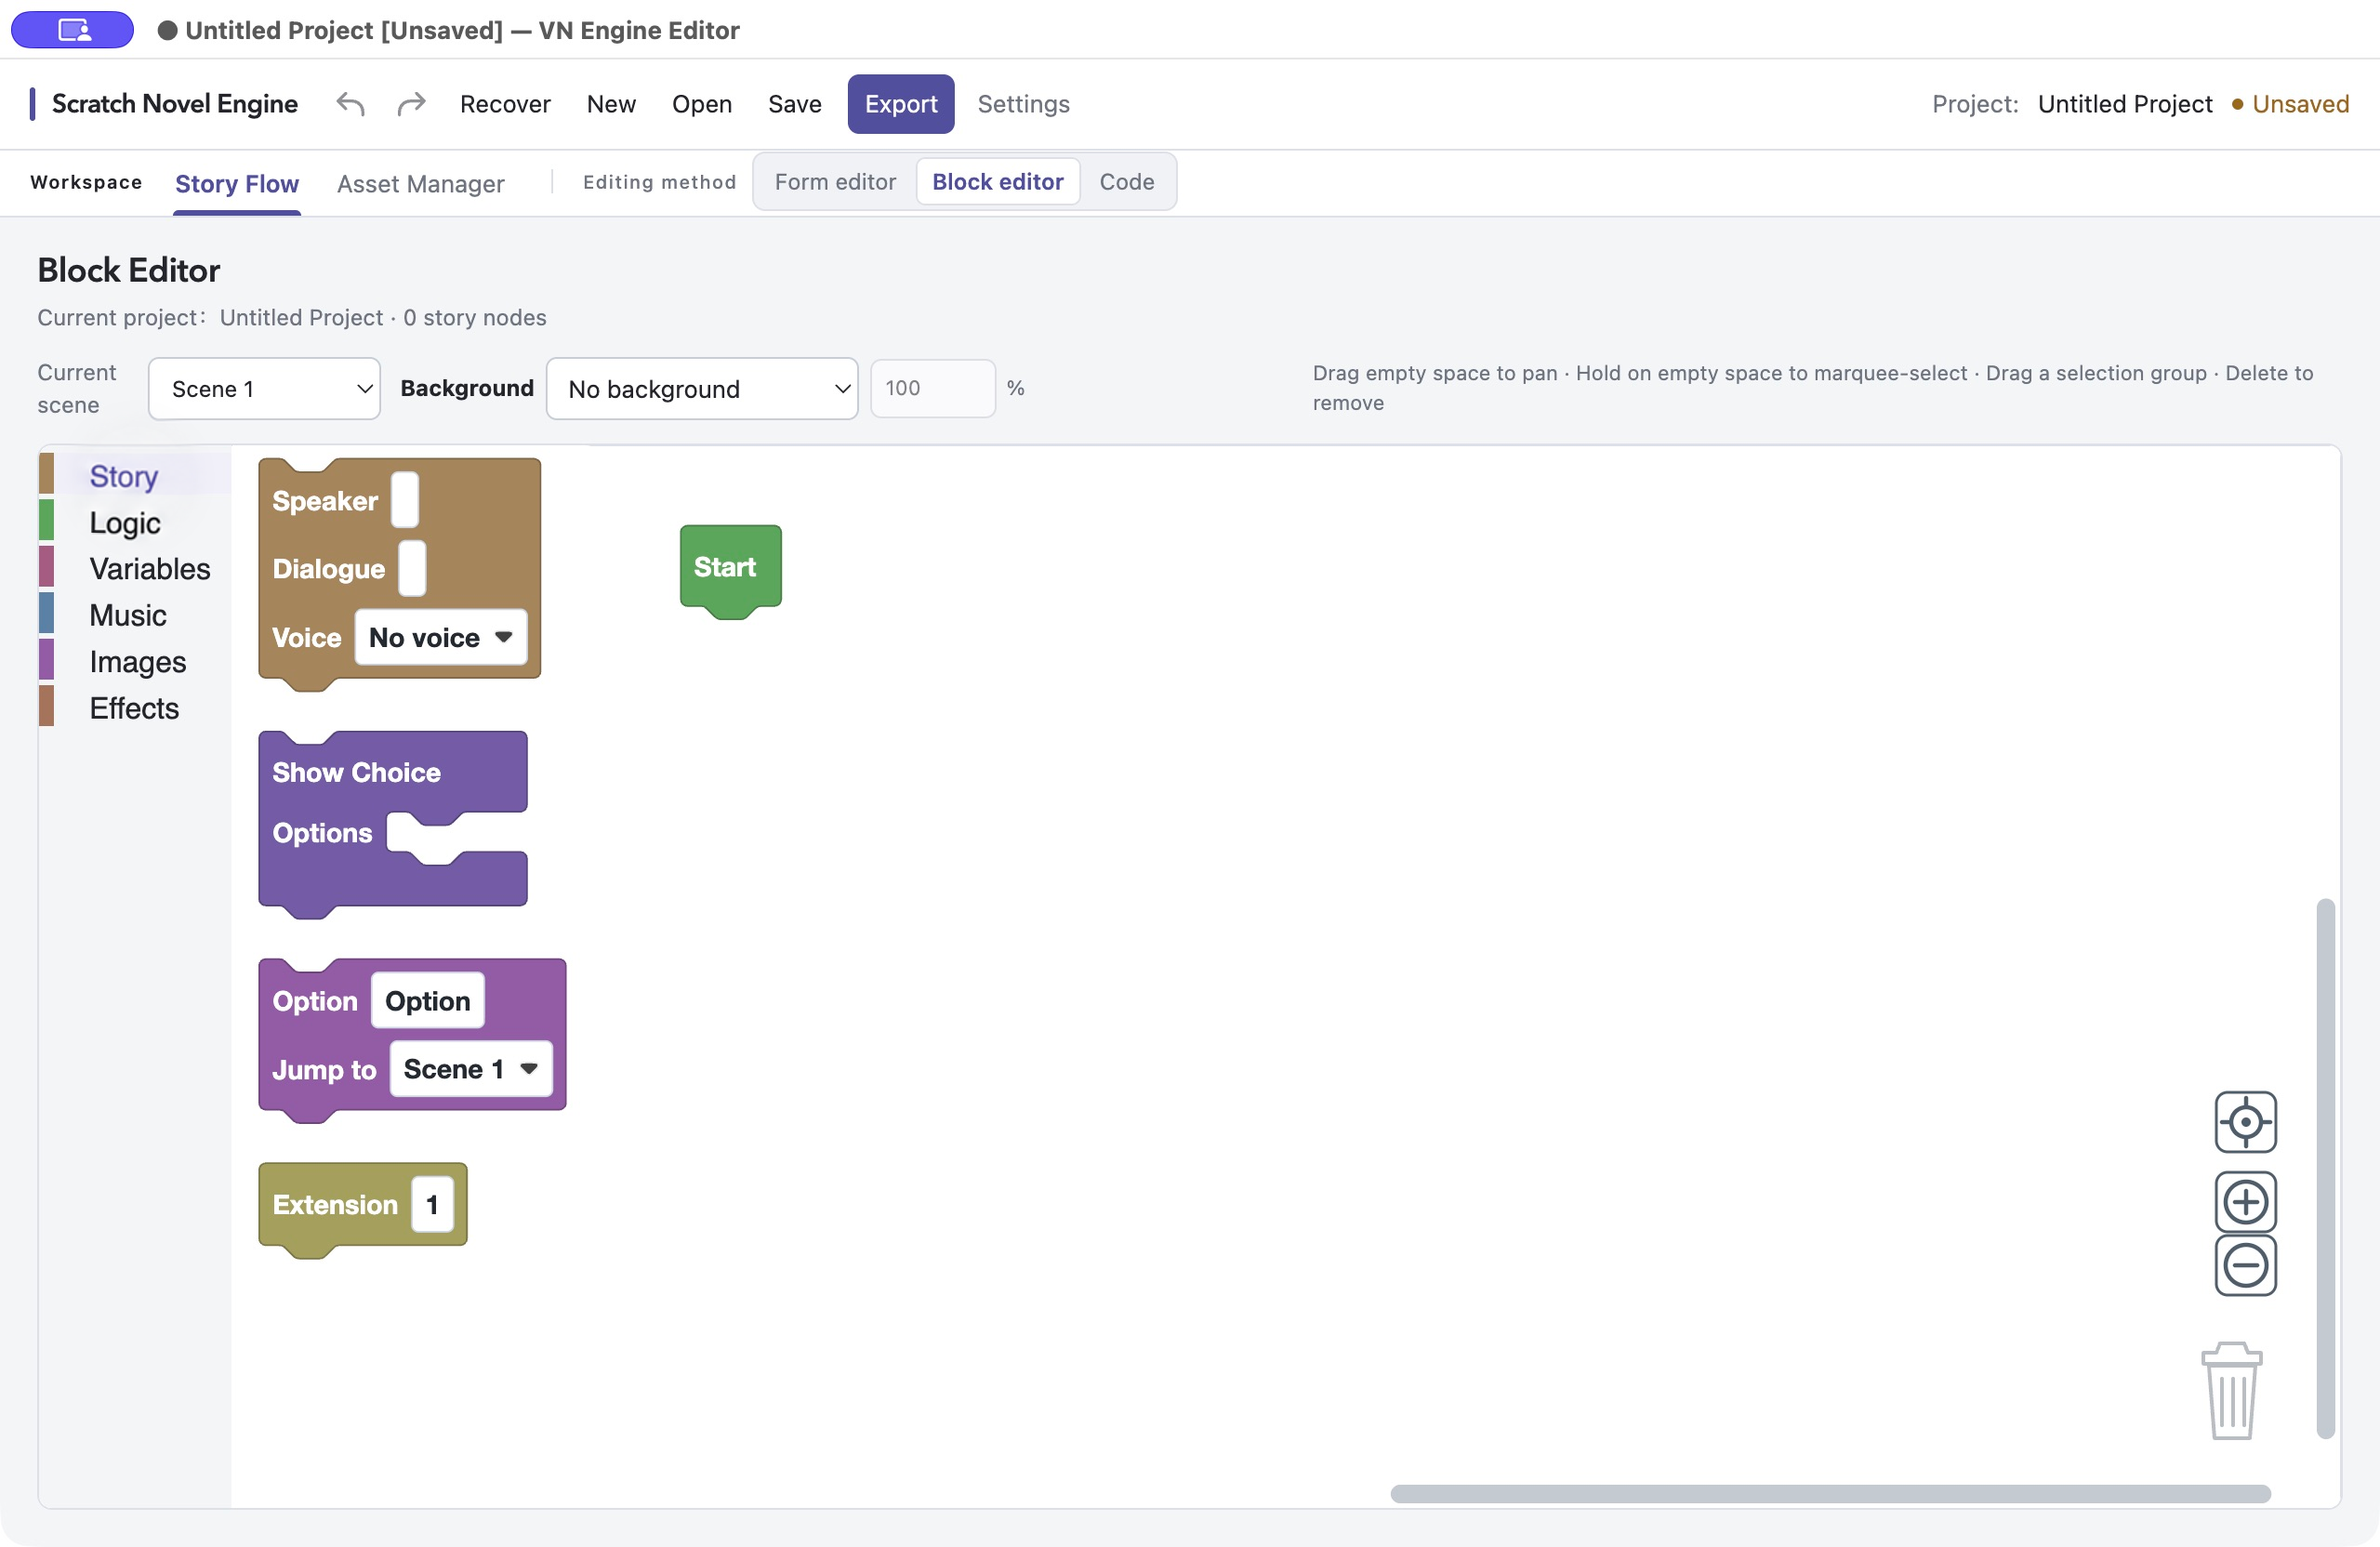 Untitled Project [Unsaved] — VN Engine Editor
Scratch Novel Engine Recover New Open Save Export Settings Project: Untitled Project • Unsaved
Workspace Story Flow Asset Manager Editing method Form editor Block editor Code
Block Editor
Current project: Untitled Project · 0 story nodes
Current scene Scene 1 Background No background 100 %
Drag empty space to pan · Hold on empty space to marquee-select · Drag a selection group · Delete to
remove
Story
Logic
Variables
Music
Images
Effects
Speaker
Dialogue
Voice No voice
Show Choice
Options
Option Option
Jump to Scene 1
Extension 1
Start